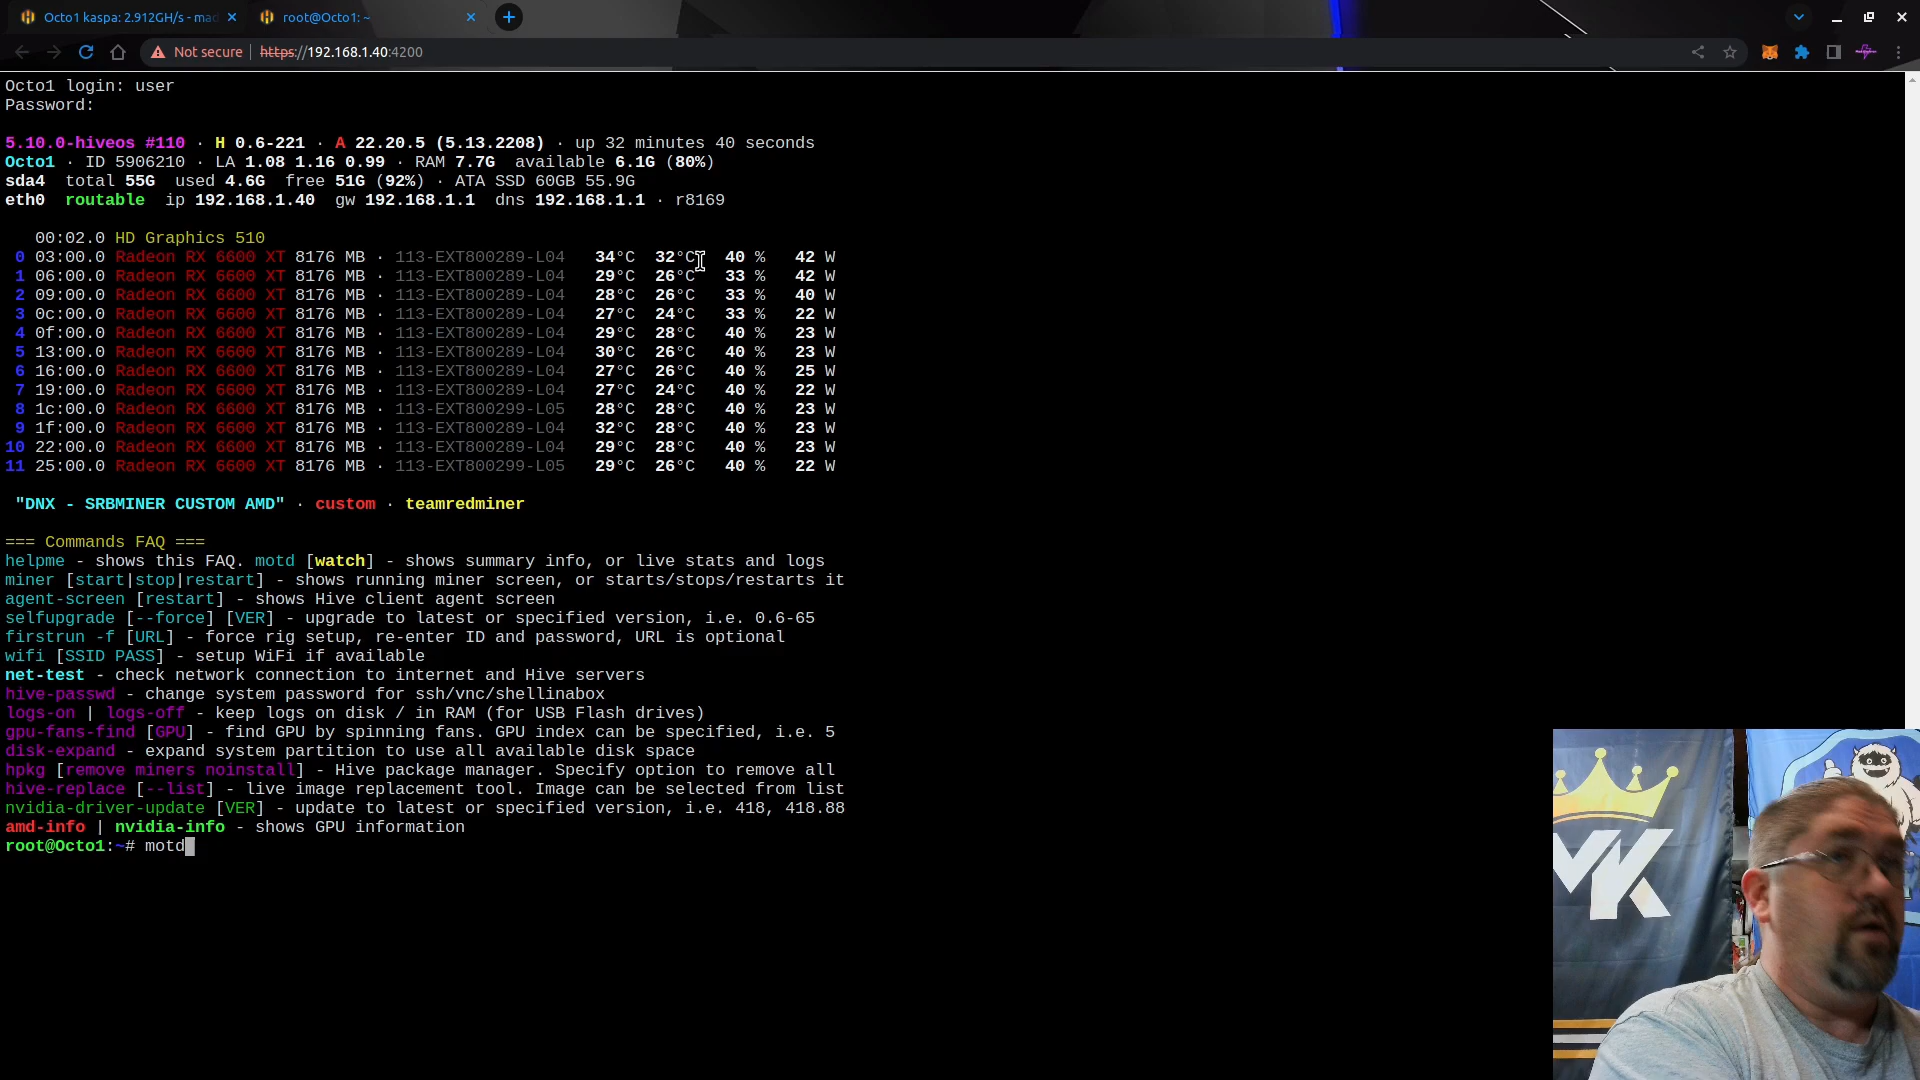 Octo1 kaspa: 2.912GH/s - mad
root@Octo1: ~
Not secure | https://192.168.1.40:4200
Octo1 login: user
Password:
5.10.0-hiveos #110 · H 0.6-221 · A 22.20.5 (5.13.2208) · up 32 minutes 40 seconds
Octo1 · ID 5906210 · LA 1.08 1.16 0.99 · RAM 7.7G available 6.1G (80%)
sda4 total 55G used 4.6G free 51G (92%) · ATA SSD 60GB 55.9G
eth0 routable ip 192.168.1.40 gw 192.168.1.1 dns 192.168.1.1 · r8169
00:02.0 HD Graphics 510
0 03:00.0 Radeon RX 6600 XT 8176 MB · 113-EXT800289-L04 34°C 32°C 40 % 42 W
1 06:00.0 Radeon RX 6600 XT 8176 MB · 113-EXT800289-L04 29°C 26°C 33 % 42 W
2 09:00.0 Radeon RX 6600 XT 8176 MB · 113-EXT800289-L04 28°C 26°C 33 % 40 W
3 0c:00.0 Radeon RX 6600 XT 8176 MB · 113-EXT800289-L04 27°C 24°C 33 % 22 W
4 0f:00.0 Radeon RX 6600 XT 8176 MB · 113-EXT800289-L04 29°C 28°C 40 % 23 W
5 13:00.0 Radeon RX 6600 XT 8176 MB · 113-EXT800289-L04 30°C 26°C 40 % 23 W
6 16:00.0 Radeon RX 6600 XT 8176 MB · 113-EXT800289-L04 27°C 26°C 40 % 25 W
7 19:00.0 Radeon RX 6600 XT 8176 MB · 113-EXT800289-L04 27°C 24°C 40 % 22 W
8 1c:00.0 Radeon RX 6600 XT 8176 MB · 113-EXT800299-L05 28°C 28°C 40 % 23 W
9 1f:00.0 Radeon RX 6600 XT 8176 MB · 113-EXT800289-L04 32°C 28°C 40 % 23 W
10 22:00.0 Radeon RX 6600 XT 8176 MB · 113-EXT800289-L04 29°C 28°C 40 % 23 W
11 25:00.0 Radeon RX 6600 XT 8176 MB · 113-EXT800299-L05 29°C 26°C 40 % 22 W
"DNX - SRBMINER CUSTOM AMD" · custom · teamredminer
=== Commands FAQ ===
helpme - shows this FAQ. motd [watch] - shows summary info, or live stats and logs
miner [start|stop|restart] - shows running miner screen, or starts/stops/restarts it
agent-screen [restart] - shows Hive client agent screen
selfupgrade [--force] [VER] - upgrade to latest or specified version, i.e. 0.6-65
firstrun -f [URL] - force rig setup, re-enter ID and password, URL is optional
wifi [SSID PASS] - setup WiFi if available
net-test - check network connection to internet and Hive servers
hive-passwd - change system password for ssh/vnc/shellinabox
logs-on | logs-off - keep logs on disk / in RAM (for USB Flash drives)
gpu-fans-find [GPU] - find GPU by spinning fans. GPU index can be specified, i.e. 5
disk-expand - expand system partition to use all available disk space
hpkg [remove miners noinstall] - Hive package manager. Specify option to remove all
hive-replace [--list] - live image replacement tool. Image can be selected from list
nvidia-driver-update [VER] - update to latest or specified version, i.e. 418, 418.88
amd-info | nvidia-info - shows GPU information
root@Octo1:~# motd